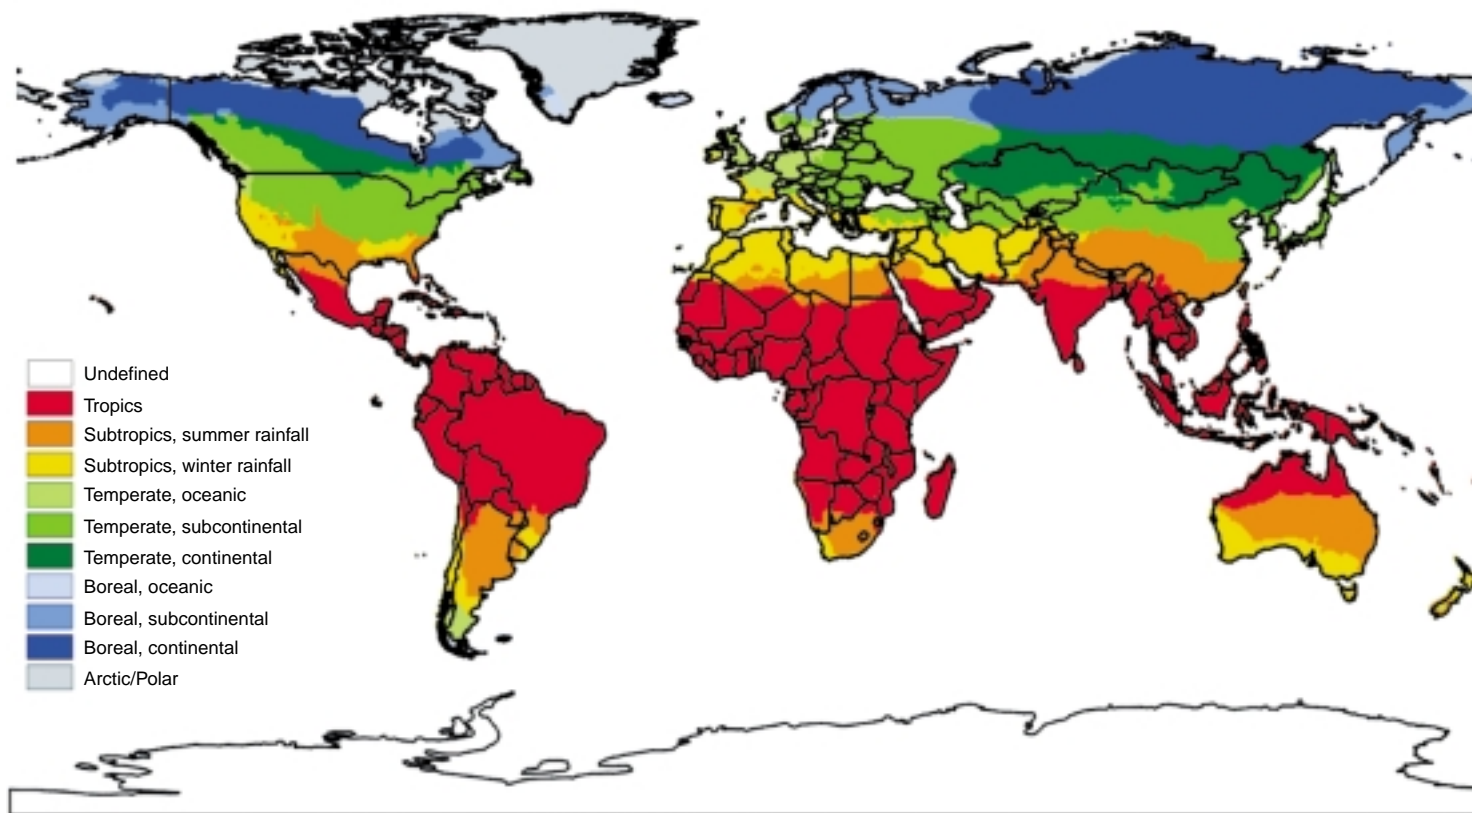 Undefined
Tropics
Subtropics, summer rainfall
Subtropics, winter rainfall
Temperate, oceanic
Temperate, subcontinental
Temperate, continental
Boreal, oceanic
Boreal, subcontinental
Boreal, continental
Arctic/Polar